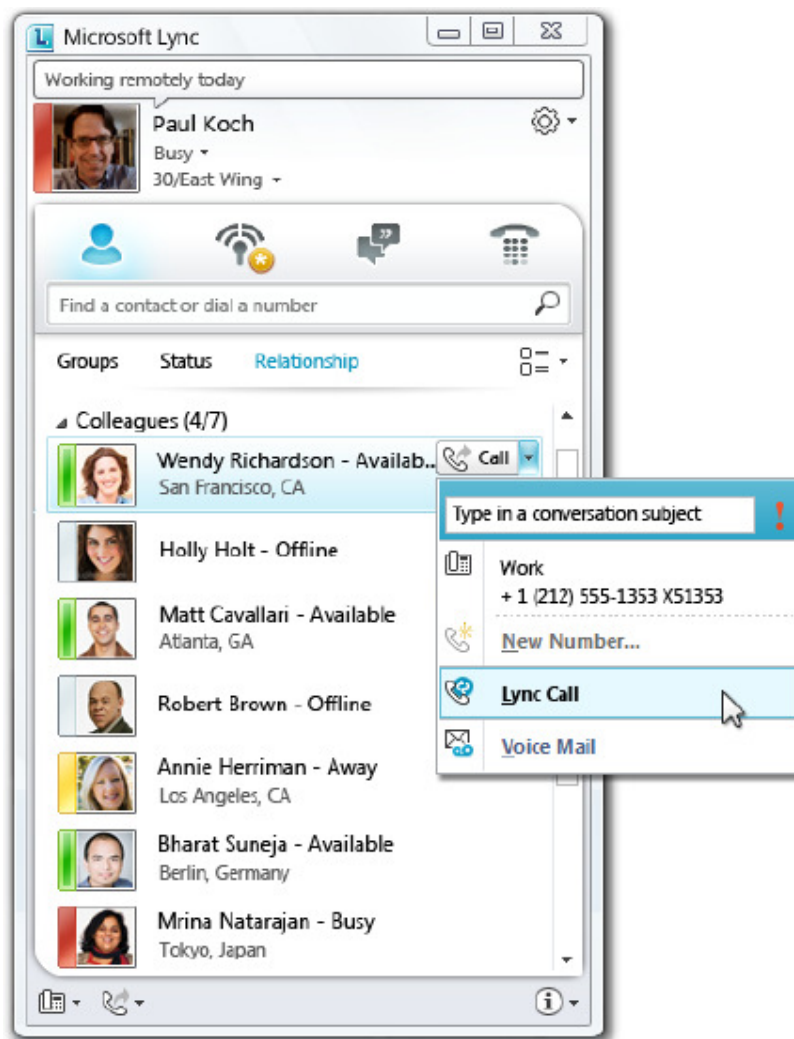 Microsoft Lync
Working remotely today
Paul Koch
Busy
30/East Wing
Find a contact or dial a number
Groups Status Relationship
Colleagues (4/7)
Wendy Richardson - Availab...
Call
San Francisco, CA
Type in a conversation subject !
Work
+ 1 (212) 555-1353 X51353
New Number...
Lync Call
Voice Mail
Holly Holt - Offline
Matt Cavallari - Available
Atlanta, GA
Robert Brown - Offline
Annie Herriman - Away
Los Angeles, CA
Bharat Suneja - Available
Berlin, Germany
Mrina Natarajan - Busy
Tokyo, Japan